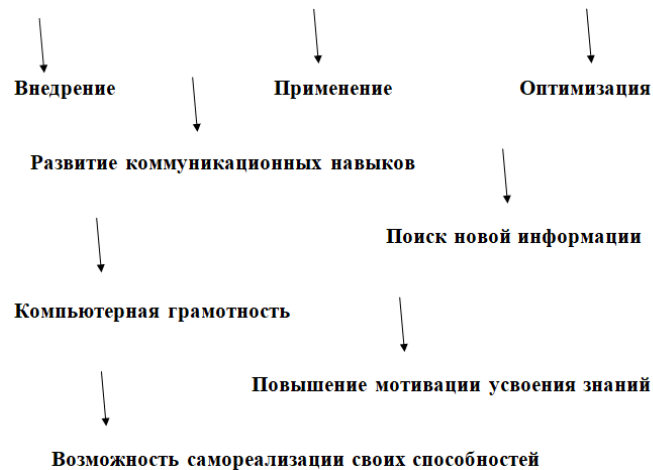 Внедрение Применение Оптимизация
Развитие коммуникационных навыков
Поиск новой информации
Компьютерная грамотность
Повышение мотивации усвоения знаний
Возможность самореализации своих способностей